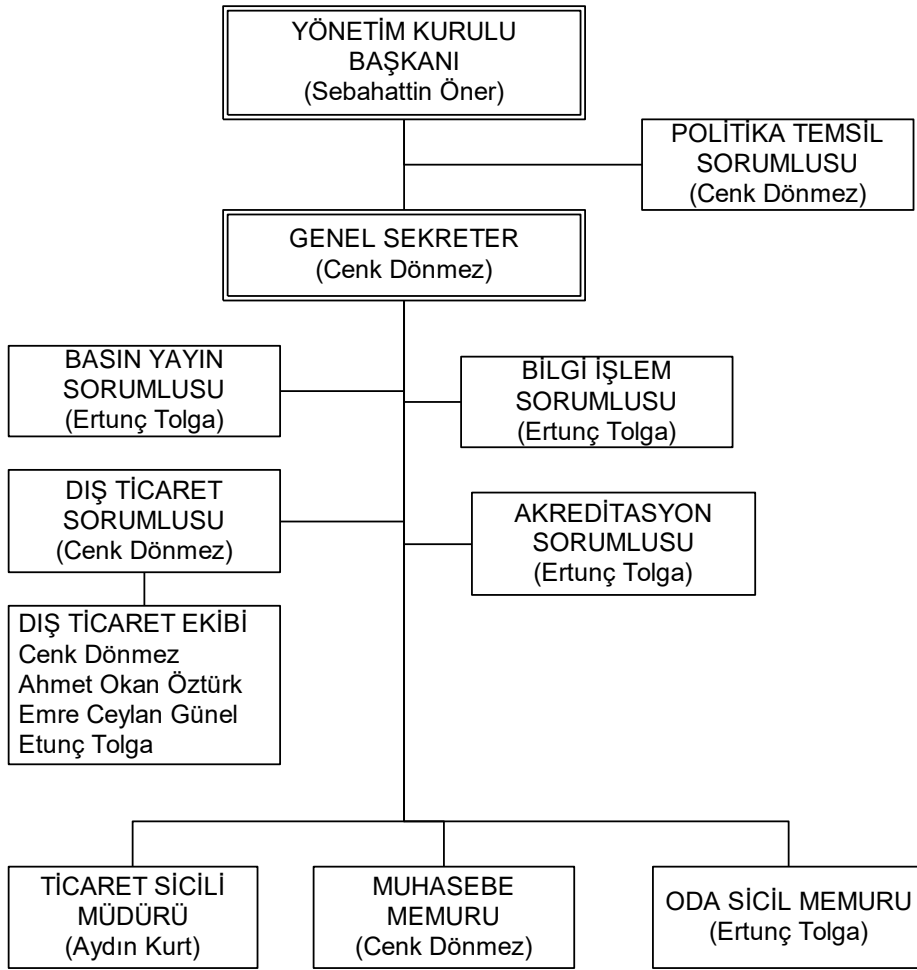 YÖNETİM KURULU
BAŞKANI
(Sebahattin Öner)
POLİTİKA TEMSİL
SORUMLUSU
(Cenk Dönmez)
GENEL SEKRETER
(Cenk Dönmez)
BASIN YAYIN
SORUMLUSU
(Ertunç Tolga)
BİLGİ İŞLEM
SORUMLUSU
(Ertunç Tolga)
DIŞ TİCARET
SORUMLUSU
(Cenk Dönmez)
AKREDİTASYON
SORUMLUSU
(Ertunç Tolga)
DIŞ TİCARET EKİBİ
Cenk Dönmez
Ahmet Okan Öztürk
Emre Ceylan Günel
Etunç Tolga
TİCARET SİCİLİ
MÜDÜRÜ
(Aydın Kurt)
MUHASEBE
MEMURU
(Cenk Dönmez)
ODA SİCİL MEMURU
(Ertunç Tolga)